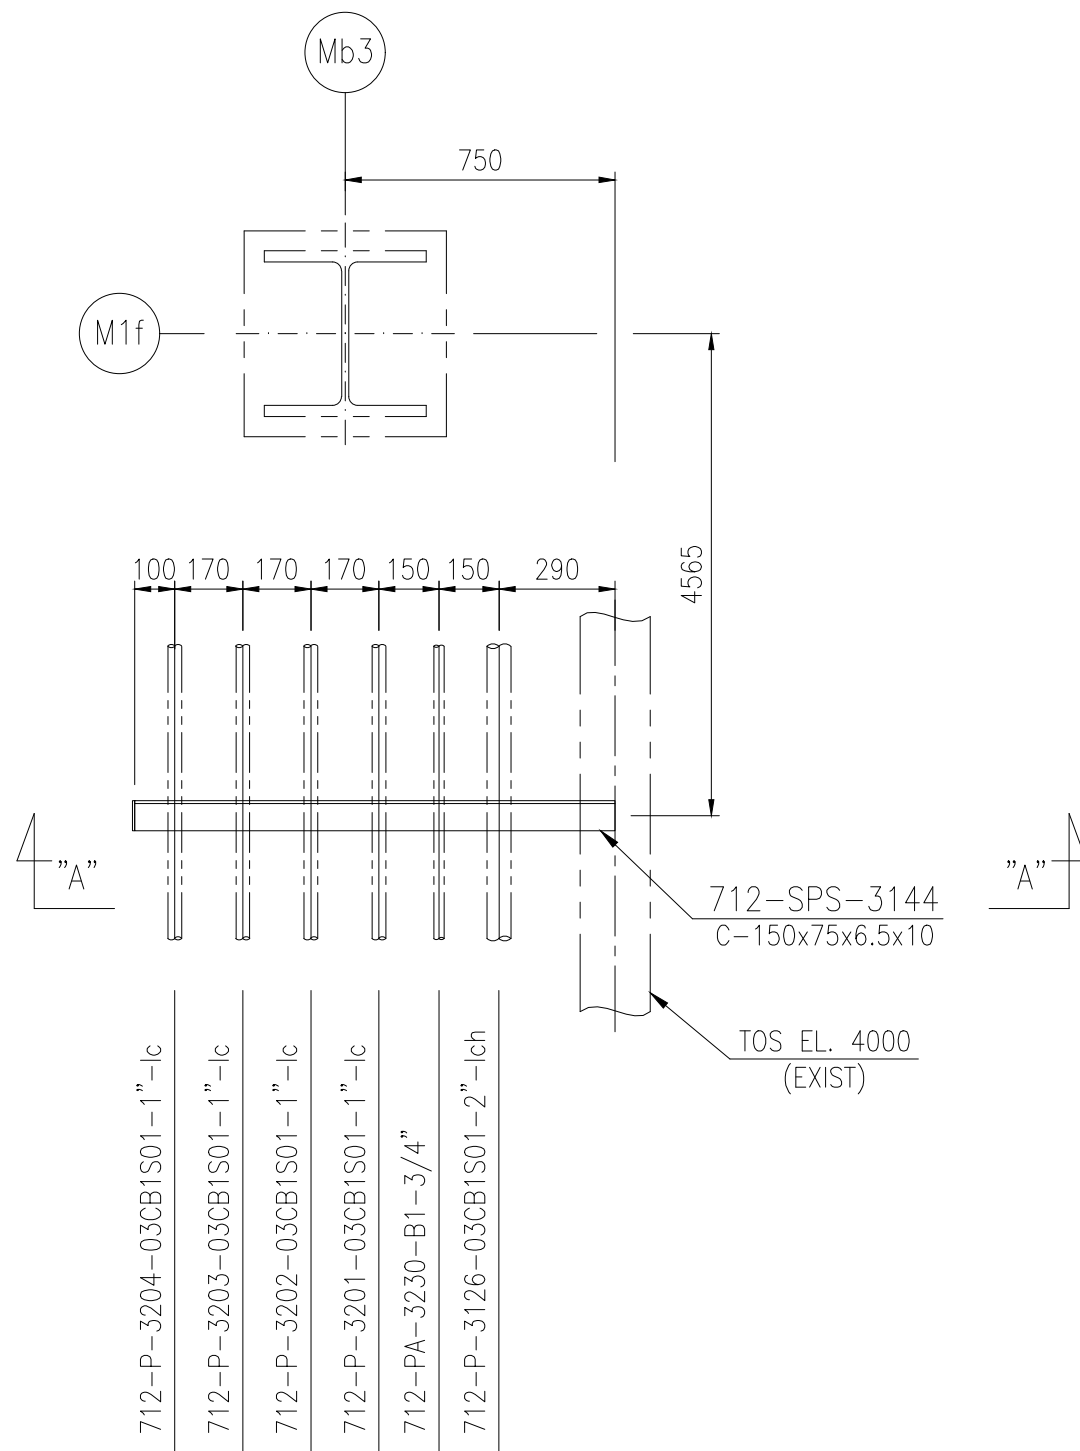 Mb3
750
M1f
4565
100 170 170 170 150 150 290
”A”
”A”
712-SPS-3144
C-150x75x6.5x10
TOS EL. 4000
(EXIST)
712-P-3204-03CB1S01-1”-Ic
712-P-3203-03CB1S01-1”-Ic
712-P-3202-03CB1S01-1”-Ic
712-P-3201-03CB1S01-1”-Ic
712-PA-3230-B1-3/4”
712-P-3126-03CB1S01-2”-Ich